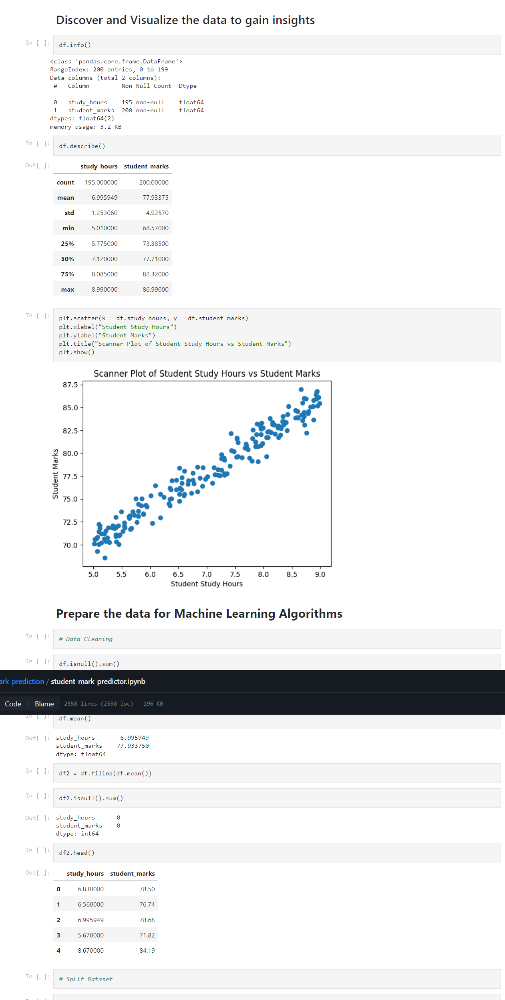 Discover and Visualize the data to gain insights
In [ ]:
df.info()
<class 'pandas.core.frame.DataFrame'>
RangeIndex: 200 entries, 0 to 199
Data columns (total 2 columns):
 #   Column         Non-Null Count  Dtype
---  ------         --------------  -----
 0   study_hours    195 non-null    float64
 1   student_marks  200 non-null    float64
dtypes: float64(2)
memory usage: 3.2 KB
In [ ]:
df.describe()
Out[ ]:
study_hours student_marks
count 195.000000 200.00000
mean 6.995949 77.93375
std 1.253060 4.92570
min 5.010000 68.57000
25% 5.775000 73.38500
50% 7.120000 77.71000
75% 8.085000 82.32000
max 8.990000 86.99000
In [ ]:
plt.scatter(x = df.study_hours, y = df.student_marks)
plt.xlabel("Student Study Hours")
plt.ylabel("Student Marks")
plt.title("Scanner Plot of Student Study Hours vs Student Marks")
plt.show()
Scanner Plot of Student Study Hours vs Student Marks
87.5
85.0
82.5
80.0
77.5
75.0
72.5
70.0
Student Marks
5.0 5.5 6.0 6.5 7.0 7.5 8.0 8.5 9.0
Student Study Hours
Prepare the data for Machine Learning Algorithms
In [ ]:
# Data Cleaning
In [ ]:
df.isnull().sum()
ark_prediction / student_mark_predictor.ipynb
Code Blame 2558 lines (2558 loc) · 196 KB
In [ ]:
df.mean()
Out[ ]:
study_hours       6.995949
student_marks    77.933750
dtype: float64
In [ ]:
df2 = df.fillna(df.mean())
In [ ]:
df2.isnull().sum()
Out[ ]:
study_hours      0
student_marks    0
dtype: int64
In [ ]:
df2.head()
Out[ ]:
study_hours student_marks
0 6.830000 78.50
1 6.560000 76.74
2 6.995949 78.68
3 5.670000 71.82
4 8.670000 84.19
In [ ]:
# Split Dataset